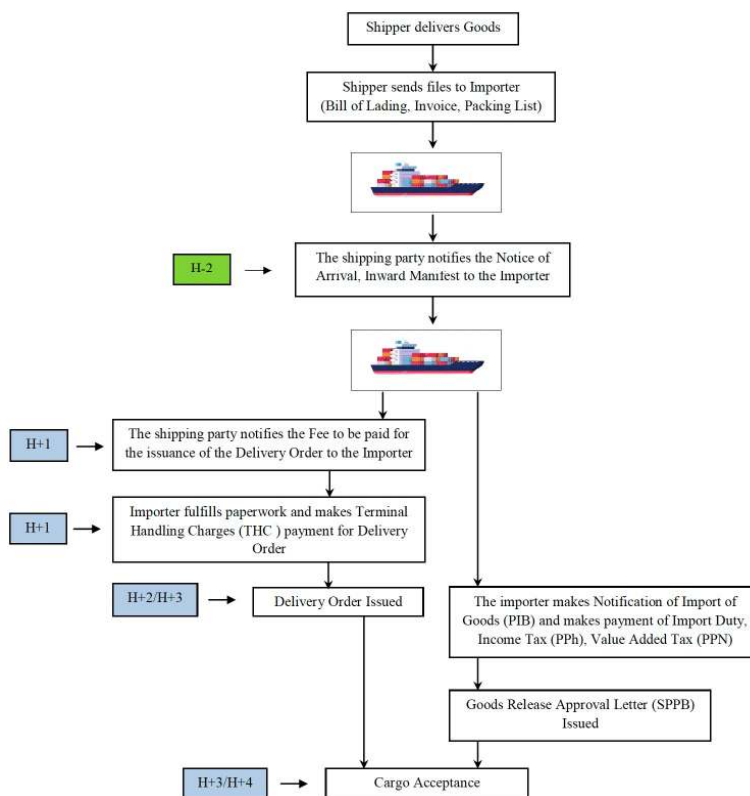 Shipper delivers Goods
Shipper sends files to Importer
(Bill of Lading, Invoice, Packing List)
H-2
The shipping party notifies the Notice of
Arrival, Inward Manifest to the Importer
H+1
The shipping party notifies the Fee to be paid for
the issuance of the Delivery Order to the Importer
H+1
Importer fulfills paperwork and makes Terminal
Handling Charges (THC ) payment for Delivery
Order
H+2/H+3
Delivery Order Issued
The importer makes Notification of Import of
Goods (PIB) and makes payment of Import Duty,
Income Tax (PPh), Value Added Tax (PPN)
Goods Release Approval Letter (SPPB)
Issued
H+3/H+4
Cargo Acceptance